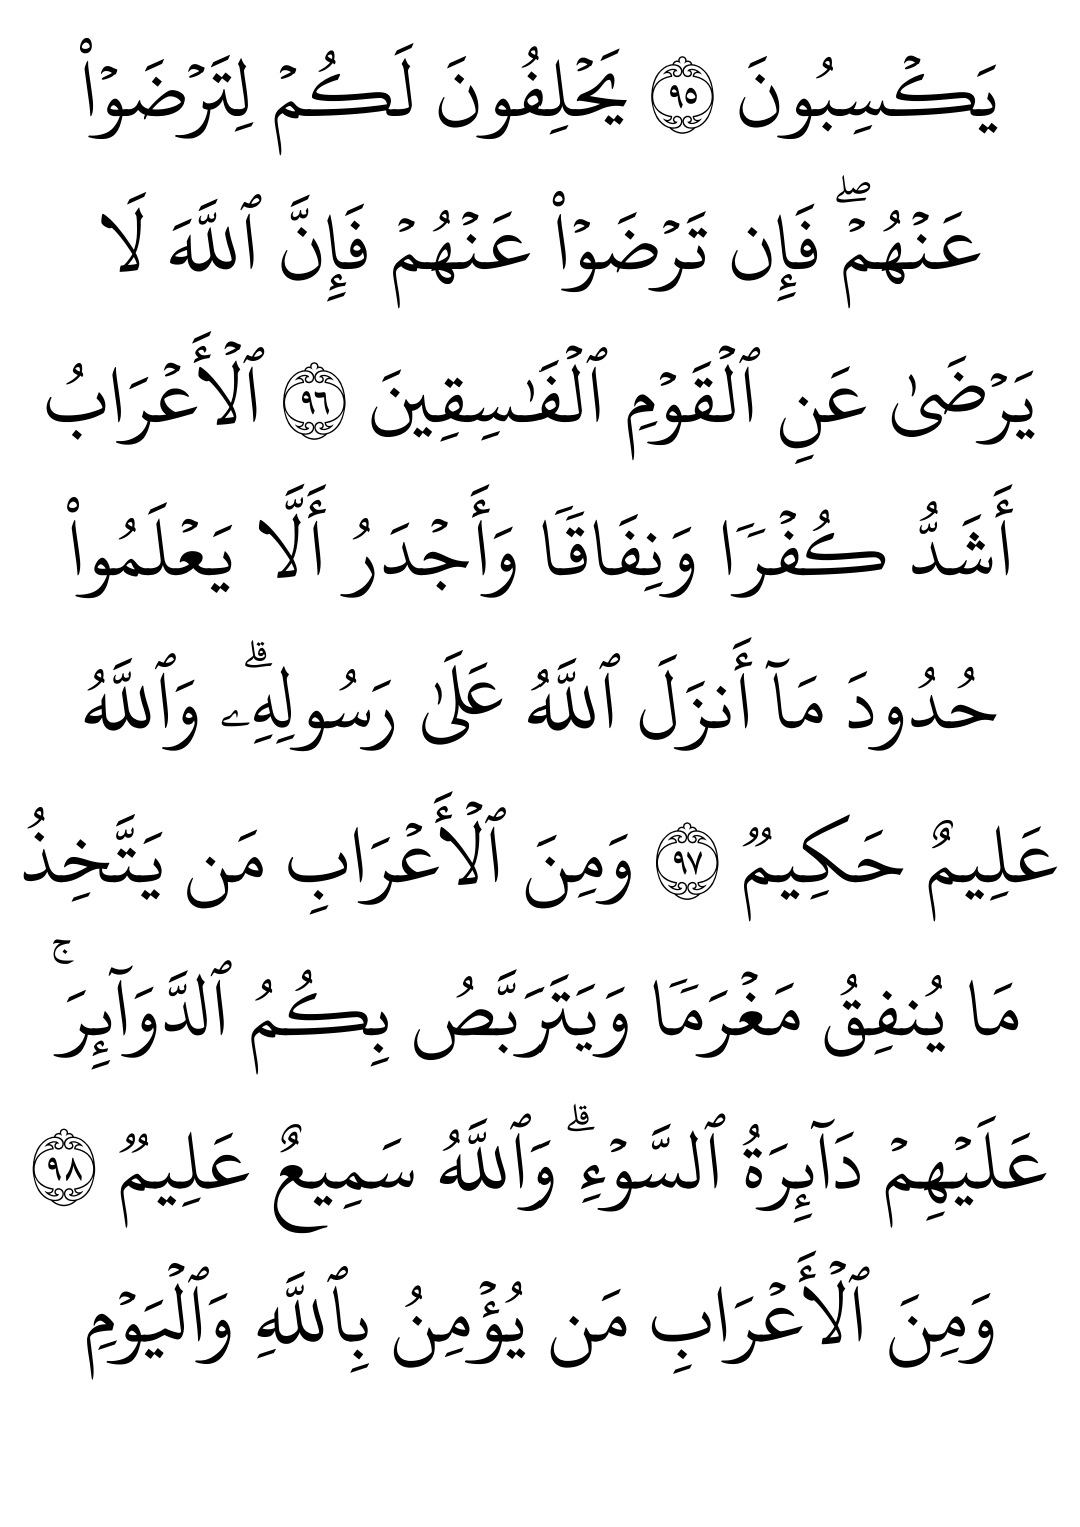 يَكۡسِبُونَ ٩٥ يَحۡلِفُونَ لَكُمۡ لِتَرۡضَوۡاْ
عَنۡهُمۡۖ فَإِن تَرۡضَوۡاْ عَنۡهُمۡ فَإِنَّ ٱللَّهَ لَا
يَرۡضَىٰ عَنِ ٱلۡقَوۡمِ ٱلۡفَٰسِقِينَ ٩٦ ٱلۡأَعۡرَابُ
أَشَدُّ كُفۡرٗا وَنِفَاقٗا وَأَجۡدَرُ أَلَّا يَعۡلَمُواْ
حُدُودَ مَآ أَنزَلَ ٱللَّهُ عَلَىٰ رَسُولِهِۦۗ وَٱللَّهُ
عَلِيمٌ حَكِيمٞ ٩٧ وَمِنَ ٱلۡأَعۡرَابِ مَن يَتَّخِذُ
مَا يُنفِقُ مَغۡرَمٗا وَيَتَرَبَّصُ بِكُمُ ٱلدَّوَآئِرَۚ
عَلَيۡهِمۡ دَآئِرَةُ ٱلسَّوۡءِۗ وَٱللَّهُ سَمِيعٌ عَلِيمٞ ٩٨
وَمِنَ ٱلۡأَعۡرَابِ مَن يُؤۡمِنُ بِٱللَّهِ وَٱلۡيَوۡمِ